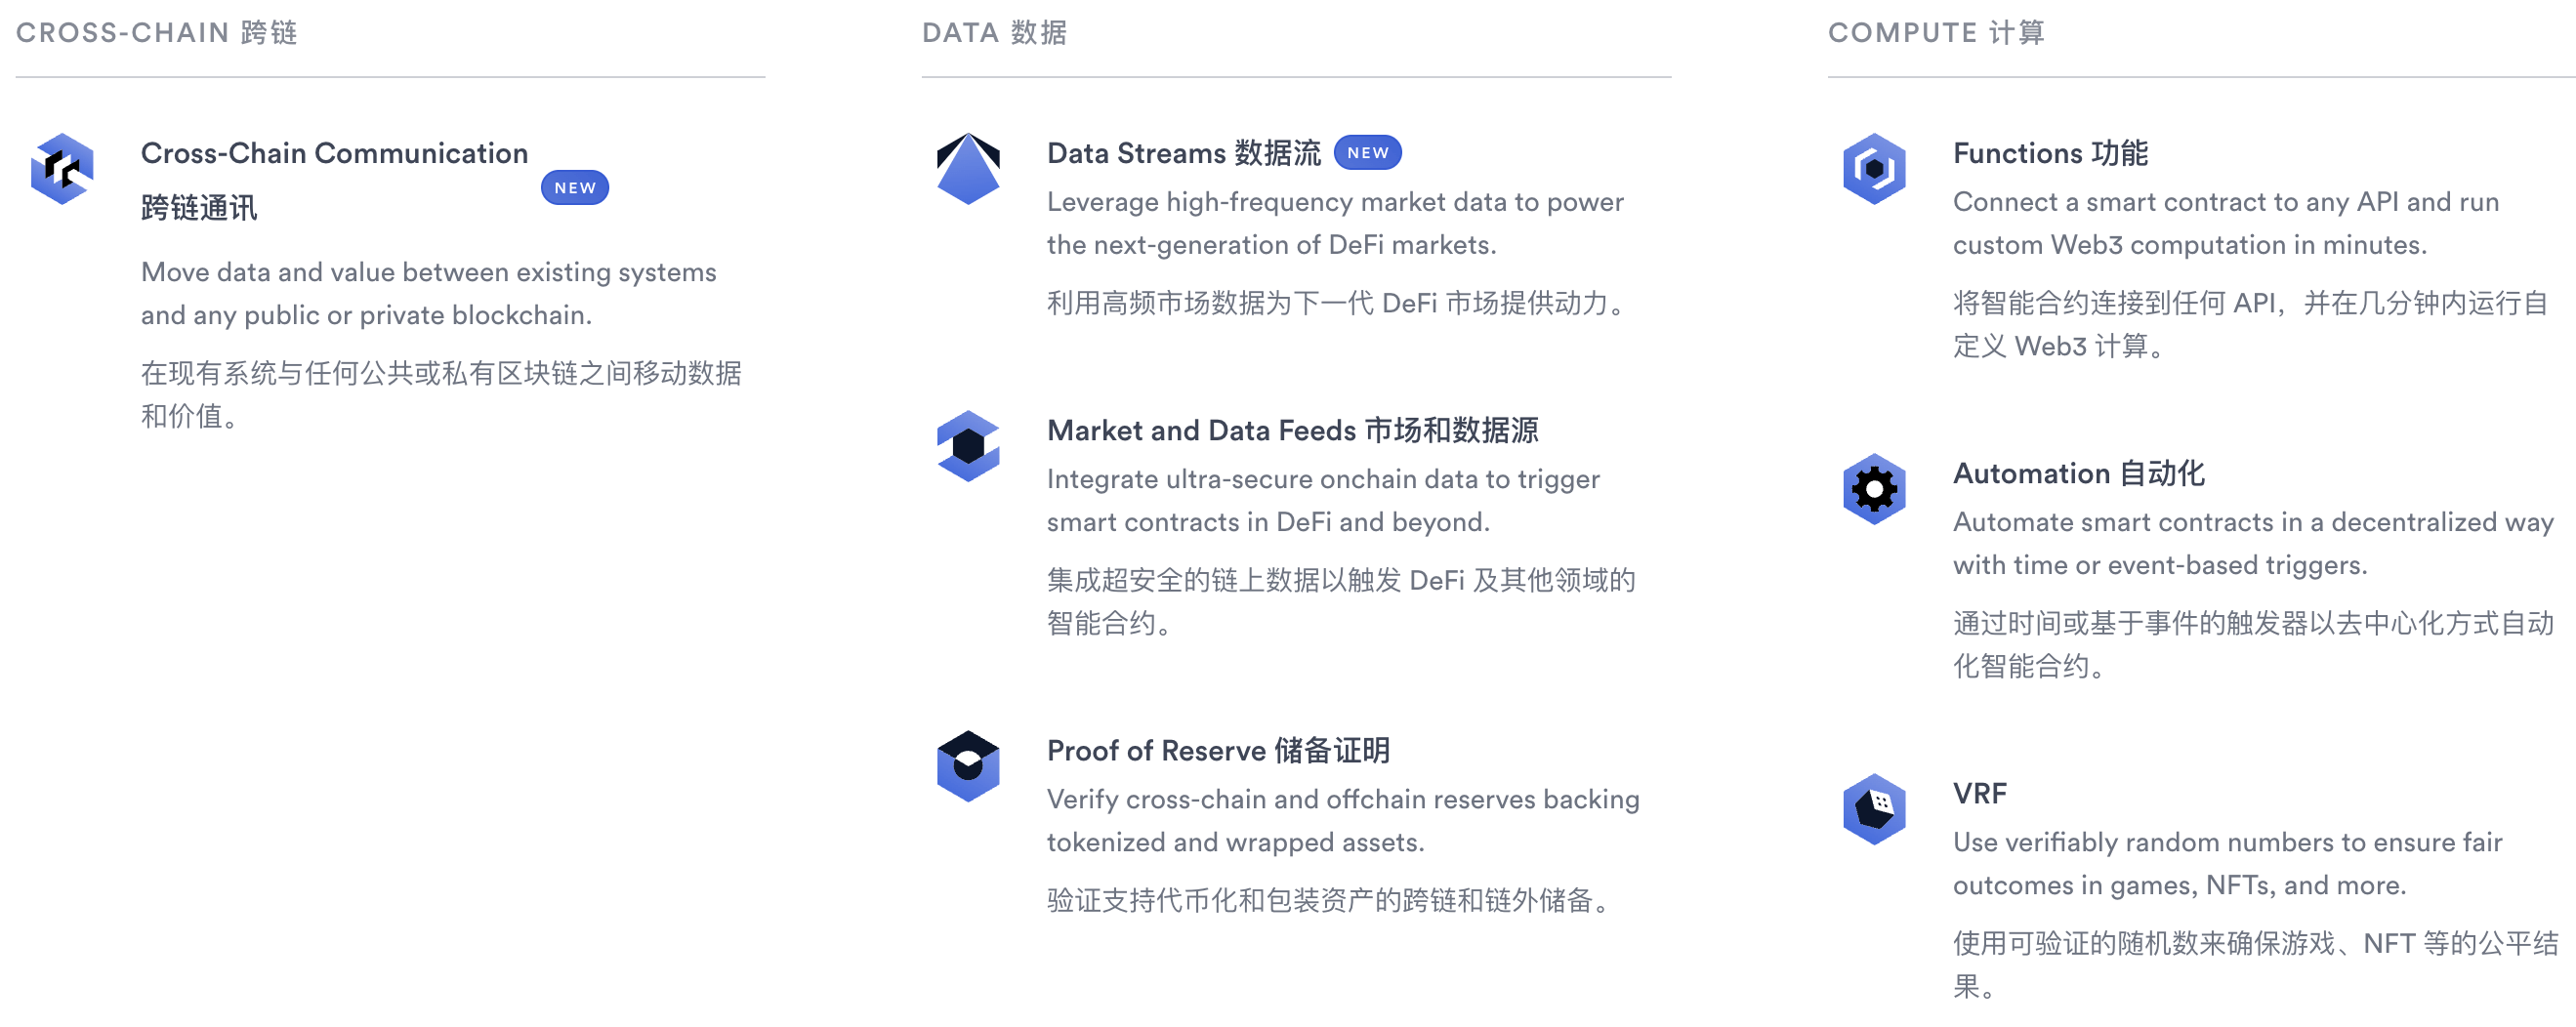 CROSS-CHAIN 跨链
Cross-Chain Communication
跨链通讯
NEW
Move data and value between existing systems
and any public or private blockchain.
在现有系统与任何公共或私有区块链之间移动数据
和价值。
DATA 数据
Data Streams 数据流 NEW
Leverage high-frequency market data to power
the next-generation of DeFi markets.
利用高频市场数据为下一代 DeFi 市场提供动力。
Market and Data Feeds 市场和数据源
Integrate ultra-secure onchain data to trigger
smart contracts in DeFi and beyond.
集成超安全的链上数据以触发 DeFi 及其他领域的
智能合约。
Proof of Reserve 储备证明
Verify cross-chain and offchain reserves backing
tokenized and wrapped assets.
验证支持代币化和包装资产的跨链和链外储备。
COMPUTE 计算
Functions 功能
Connect a smart contract to any API and run
custom Web3 computation in minutes.
将智能合约连接到任何 API，并在几分钟内运行自
定义 Web3 计算。
Automation 自动化
Automate smart contracts in a decentralized way
with time or event-based triggers.
通过时间或基于事件的触发器以去中心化方式自动
化智能合约。
VRF
Use verifiably random numbers to ensure fair
outcomes in games, NFTs, and more.
使用可验证的随机数来确保游戏、NFT 等的公平结
果。